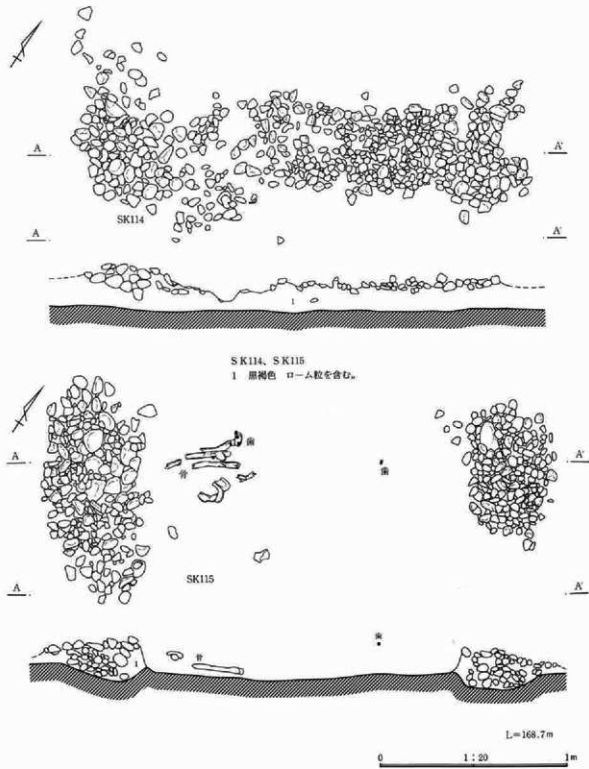 A A'
SK114
A A'
1
SK114、SK115
1 黒褐色 ローム粒を含む。
A 歯 A'
骨 歯
SK115
A A'
歯
骨
1
L=168.7m
0 1:20 1m